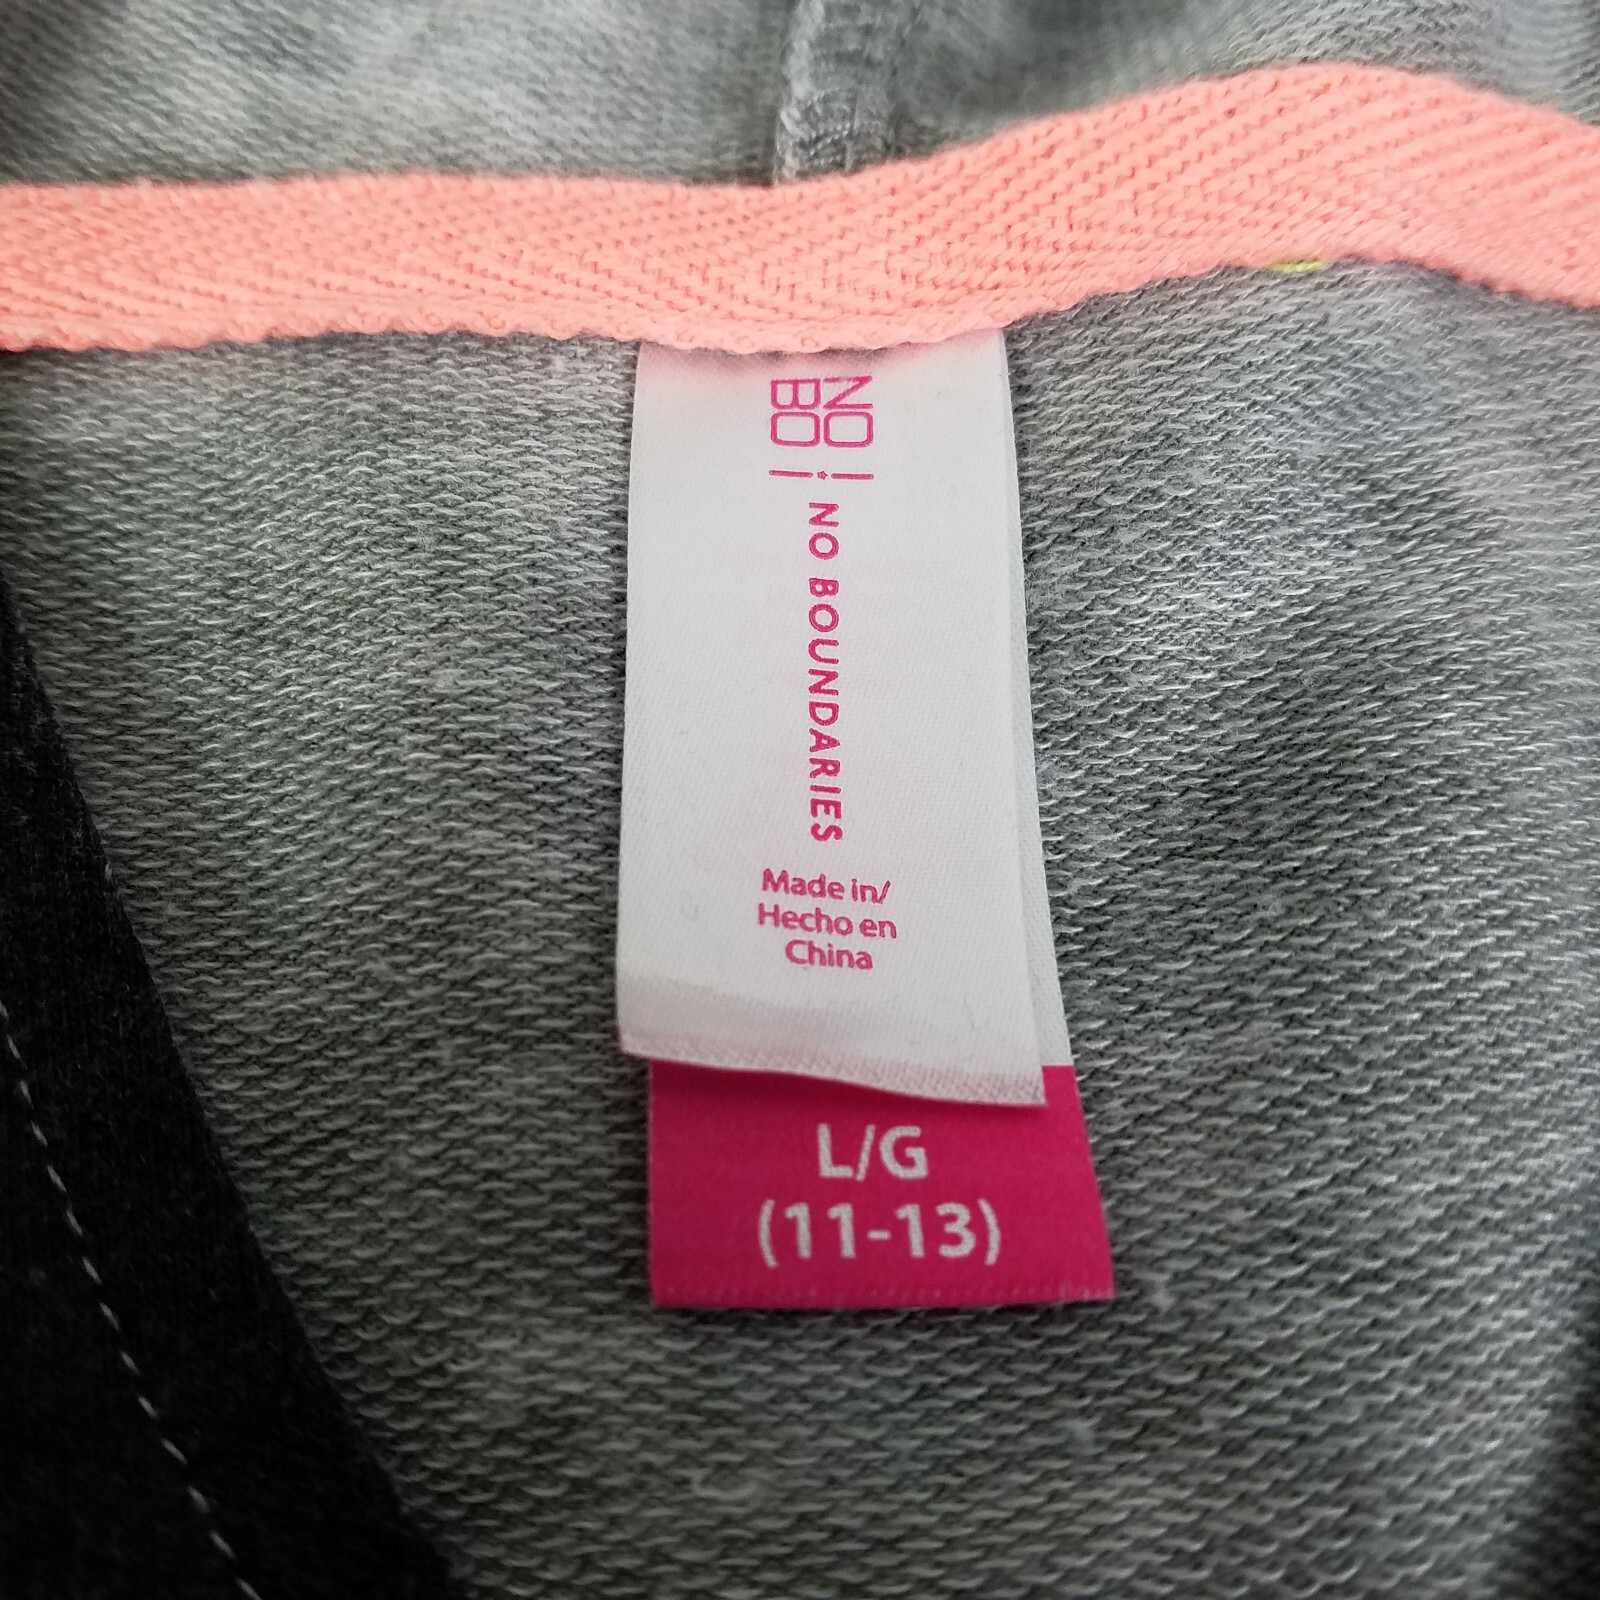 NO
BO
NO BOUNDARIES
Made in/
Hecho en
China
L/G
(11-13)